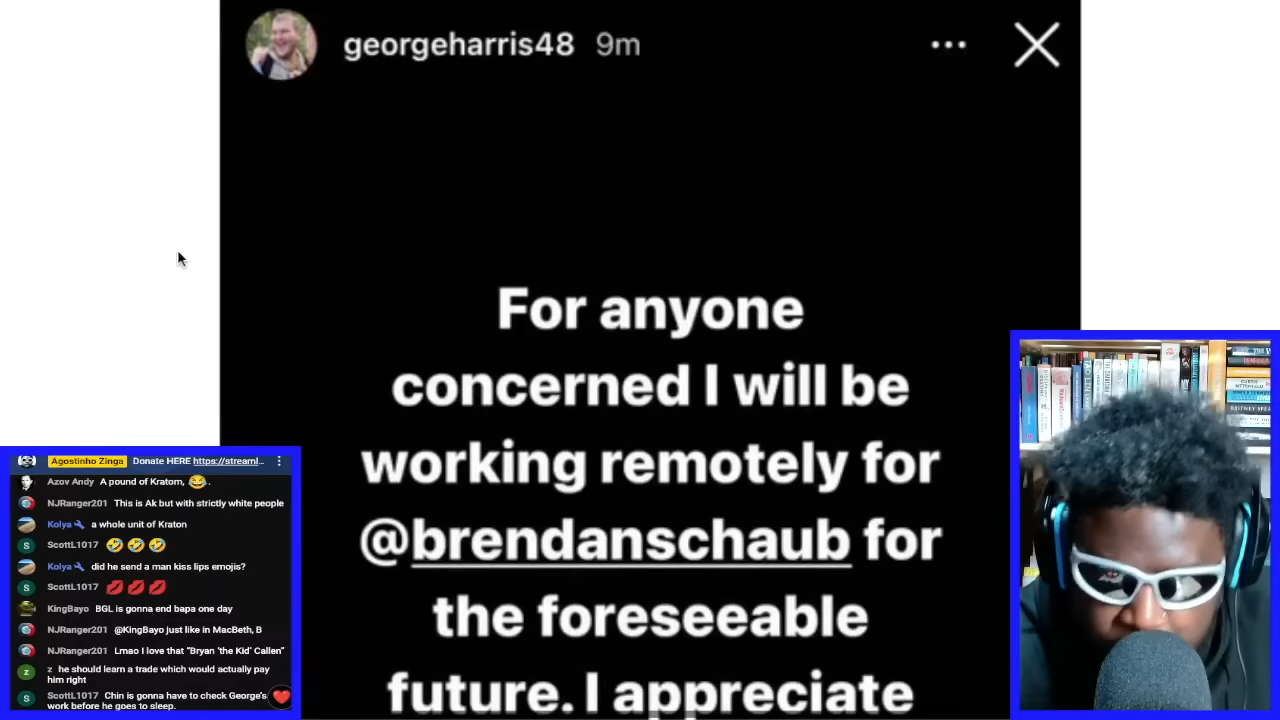 georgeharris48 9m
For anyone
concerned I will be
working remotely for
@brendanschaub for
the foreseeable
future. I appreciate
Agostinho Zinga Donate HERE https://streaml...
Azov Andy A pound of Kratom, 😂.
NJRanger201 This is Ak but with strictly white people
Kolya a whole unit of Kraton
ScottL1017 🤣 🤣 🤣
Kolya did he send a man kiss lips emojis?
ScottL1017 💋 💋 💋
KingBayo BGL is gonna end bapa one day
NJRanger201 @KingBayo just like in MacBeth, B
NJRanger201 Lmao I love that "Bryan 'the Kid' Callen"
z he should learn a trade which would actually pay
him right
ScottL1017 Chin is gonna have to check George's
work before he goes to sleep.
TAO LIN
BRITNEY SPEA